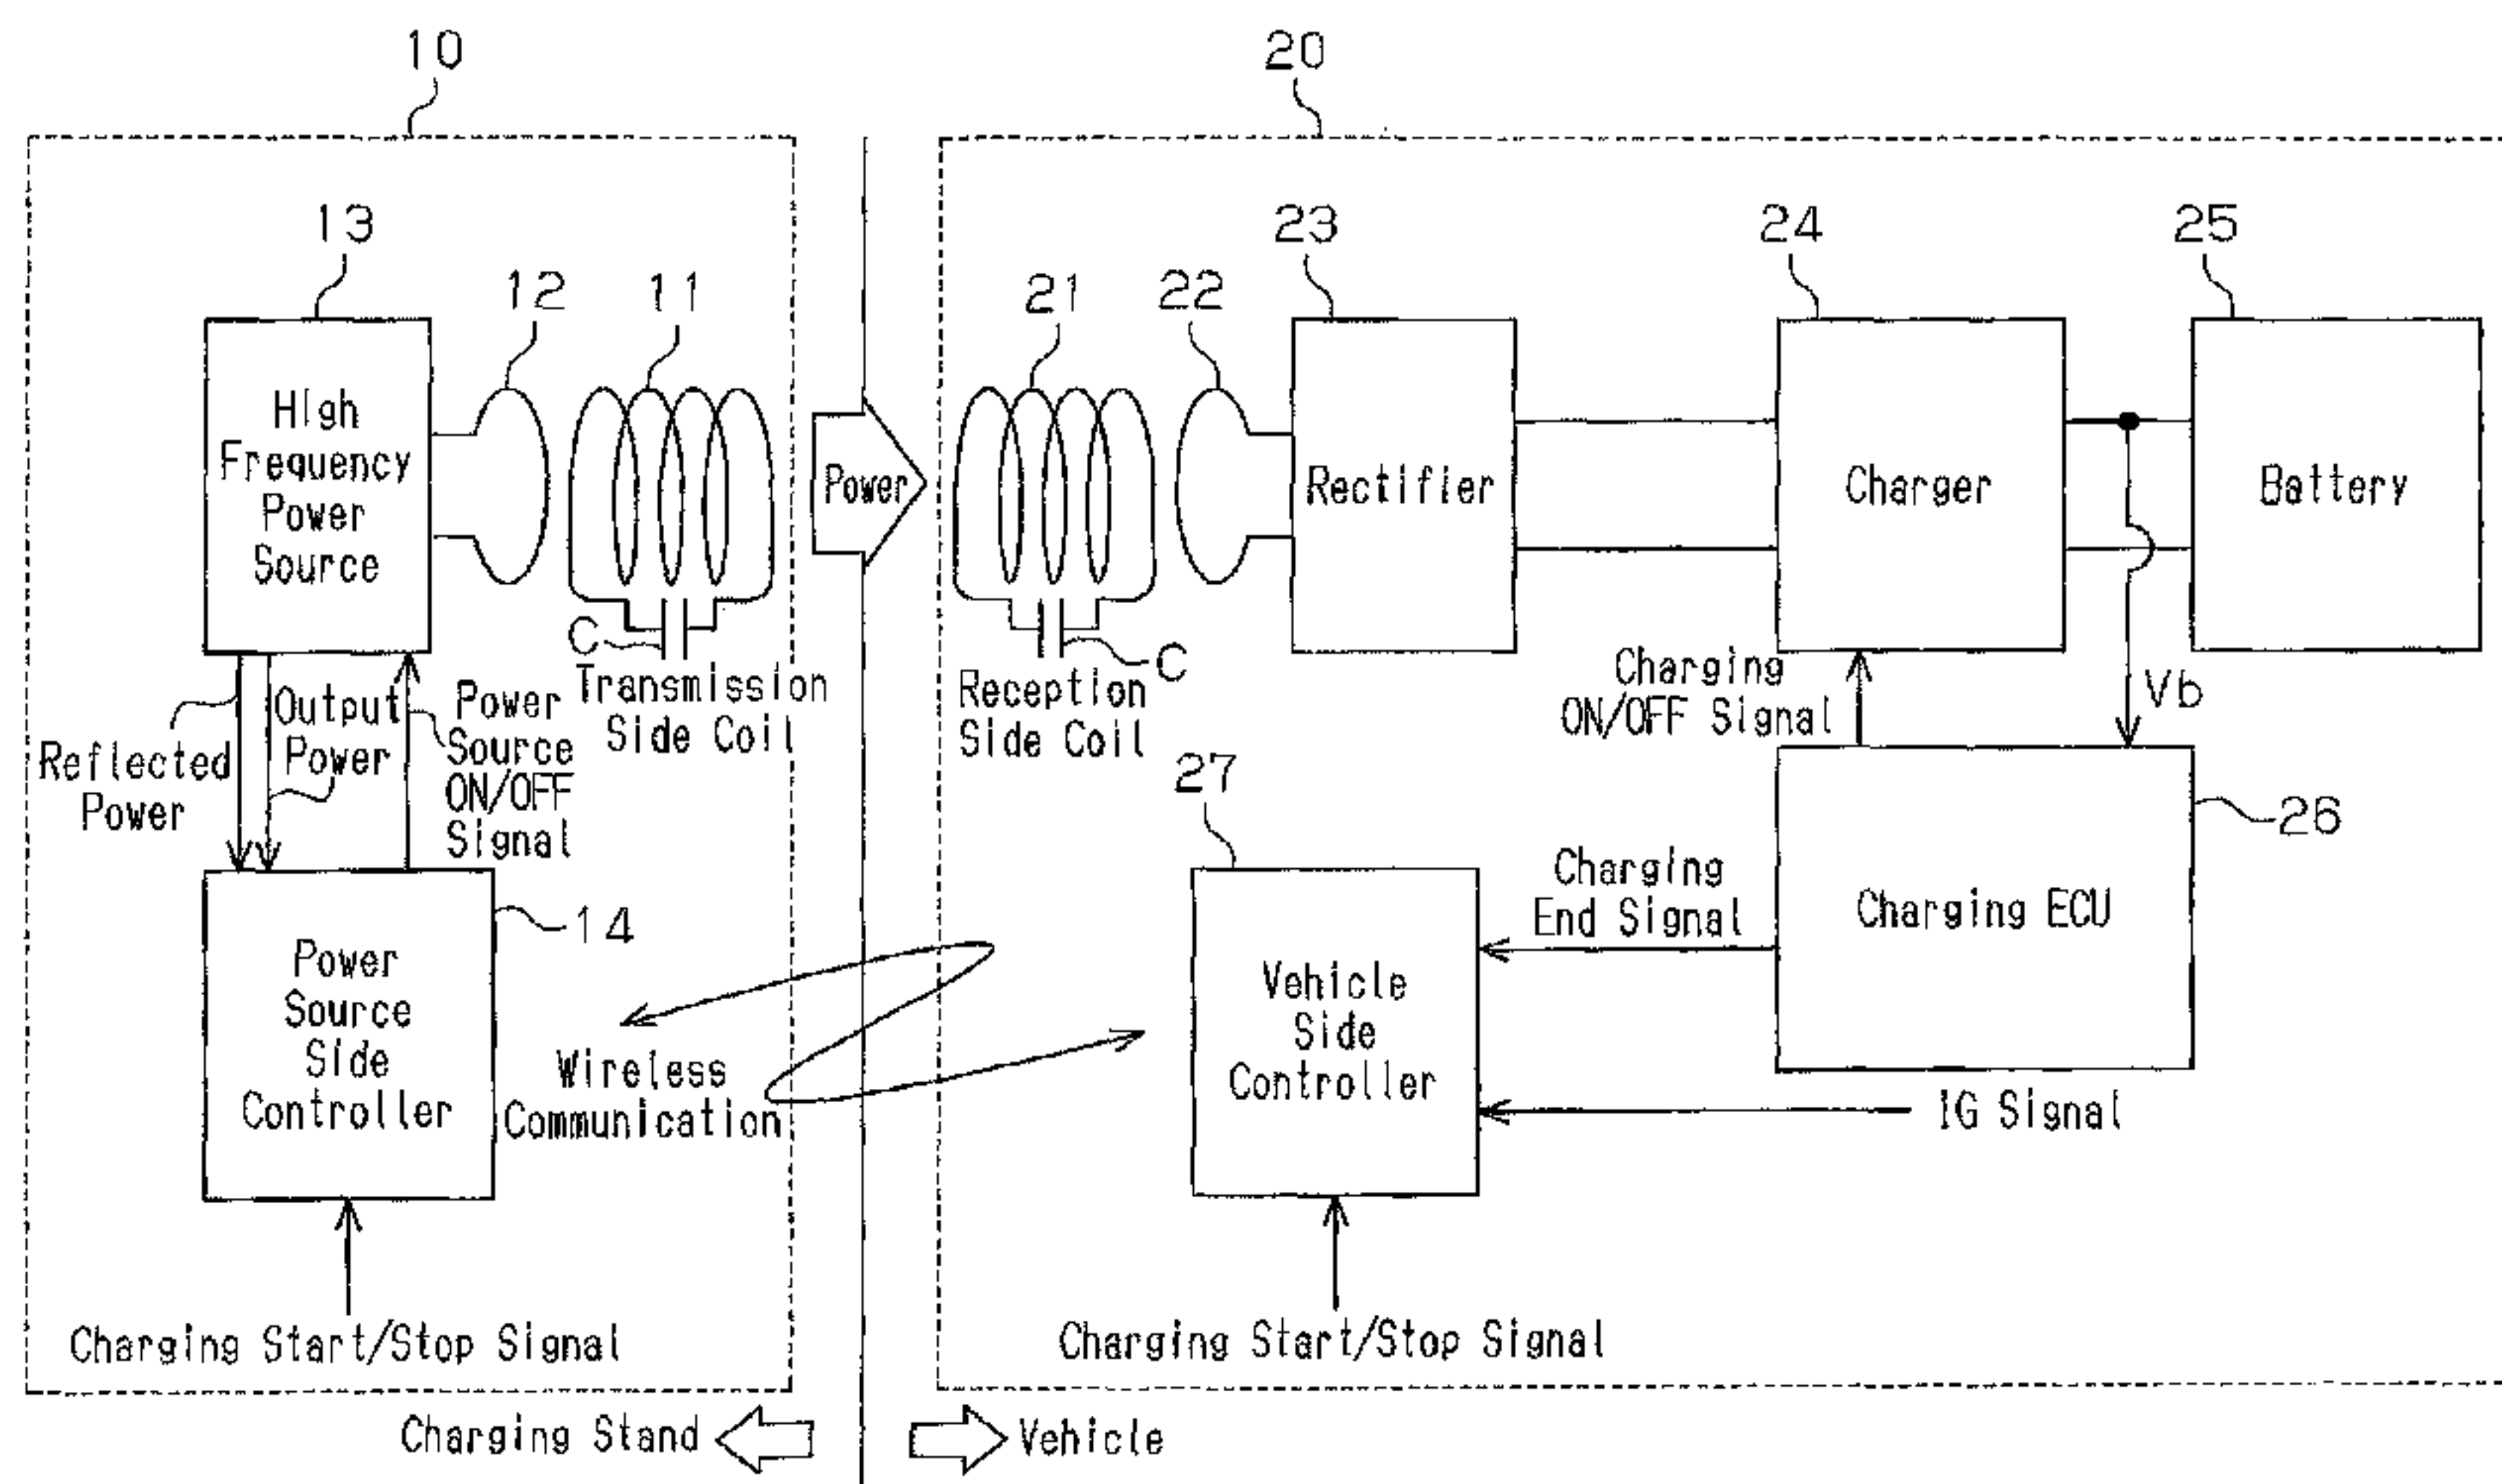 10
20
13
12
11
21
22
23
24
25
High
Frequency
Power
Source
Power
Rectifier
Charger
Battery
C
Transmission
Side Coil
C
Reception
Side Coil
Charging
ON/OFF Signal
Vb
Reflected
Power
Output
Power
Power
Source
ON/OFF
Signal
14
27
26
Power
Source
Side
Controller
Wireless
Communication
Vehicle
Side
Controller
Charging
End Signal
Charging ECU
IG Signal
Charging Start/Stop Signal
Charging Start/Stop Signal
Charging Stand
Vehicle